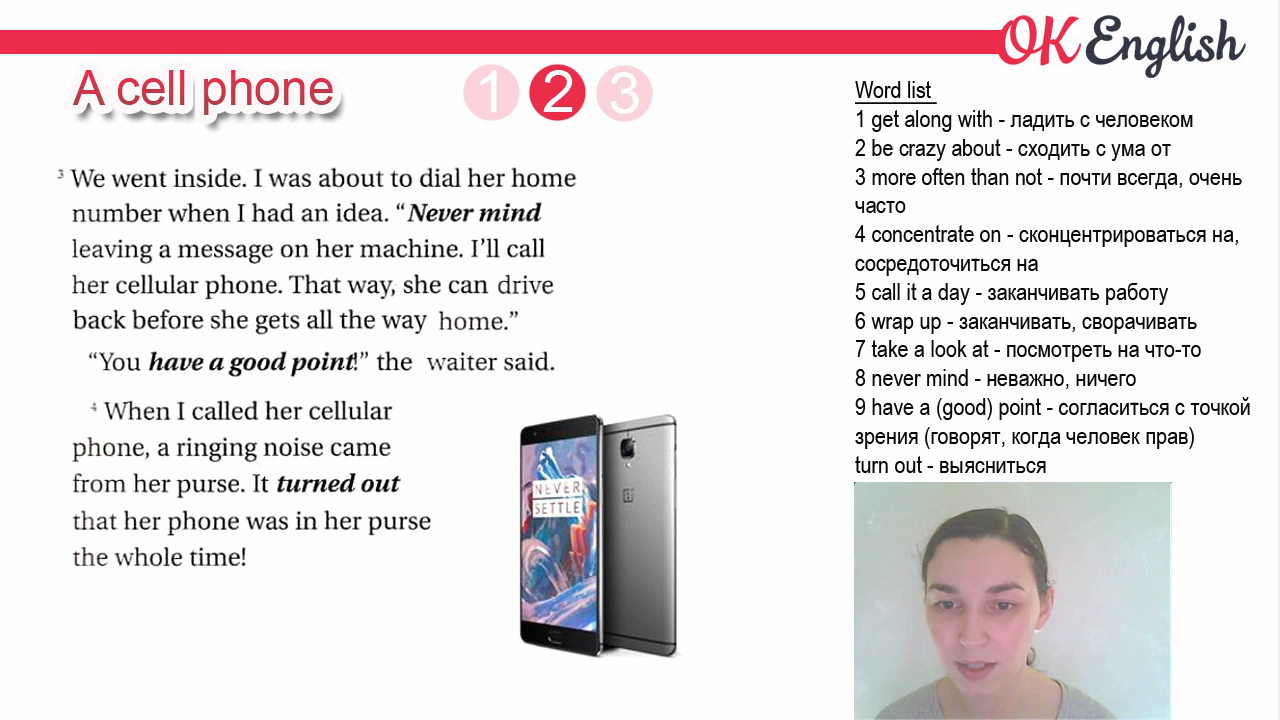 OK English
A cell phone
1 2 3
³ We went inside. I was about to dial her home
number when I had an idea. “Never mind
leaving a message on her machine. I’ll call
her cellular phone. That way, she can drive
back before she gets all the way home.”
“You have a good point!” the waiter said.
⁴ When I called her cellular
phone, a ringing noise came
from her purse. It turned out
that her phone was in her purse
the whole time!
NEVER
SETTLE
Word list
1 get along with - ладить с человеком
2 be crazy about - сходить с ума от
3 more often than not - почти всегда, очень
часто
4 concentrate on - сконцентрироваться на,
сосредоточиться на
5 call it a day - заканчивать работу
6 wrap up - заканчивать, сворачивать
7 take a look at - посмотреть на что-то
8 never mind - неважно, ничего
9 have a (good) point - согласиться с точкой
зрения (говорят, когда человек прав)
turn out - выясниться